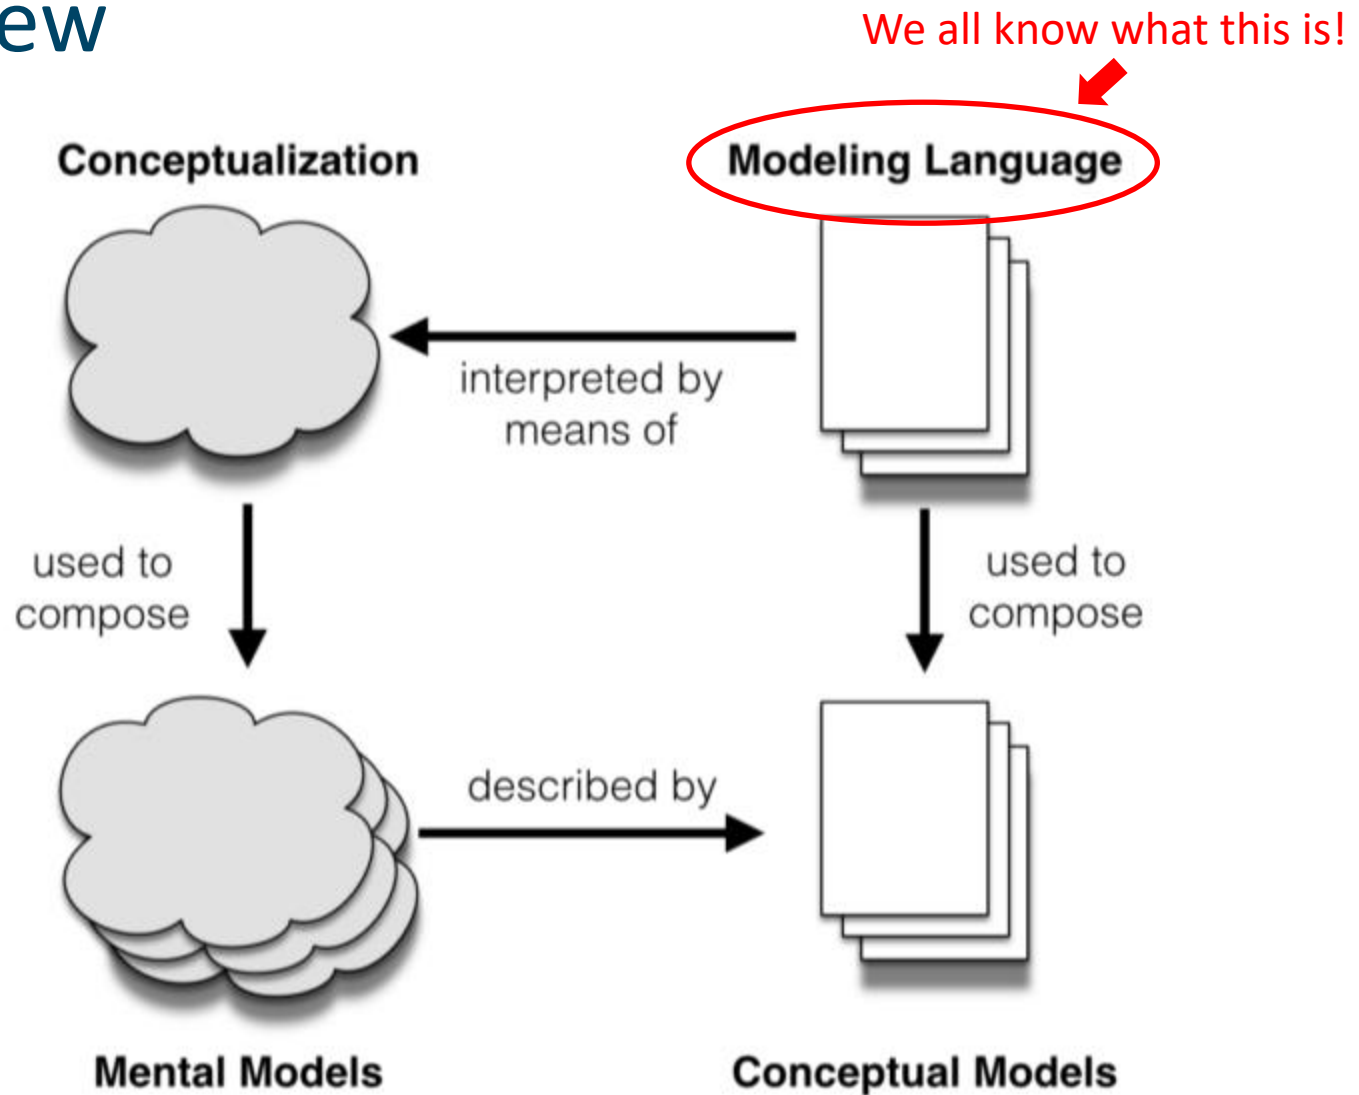 ew
We all know what this is!
Conceptualization
Modeling Language
interpreted by
means of
used to
compose
used to
compose
described by
Mental Models
Conceptual Models